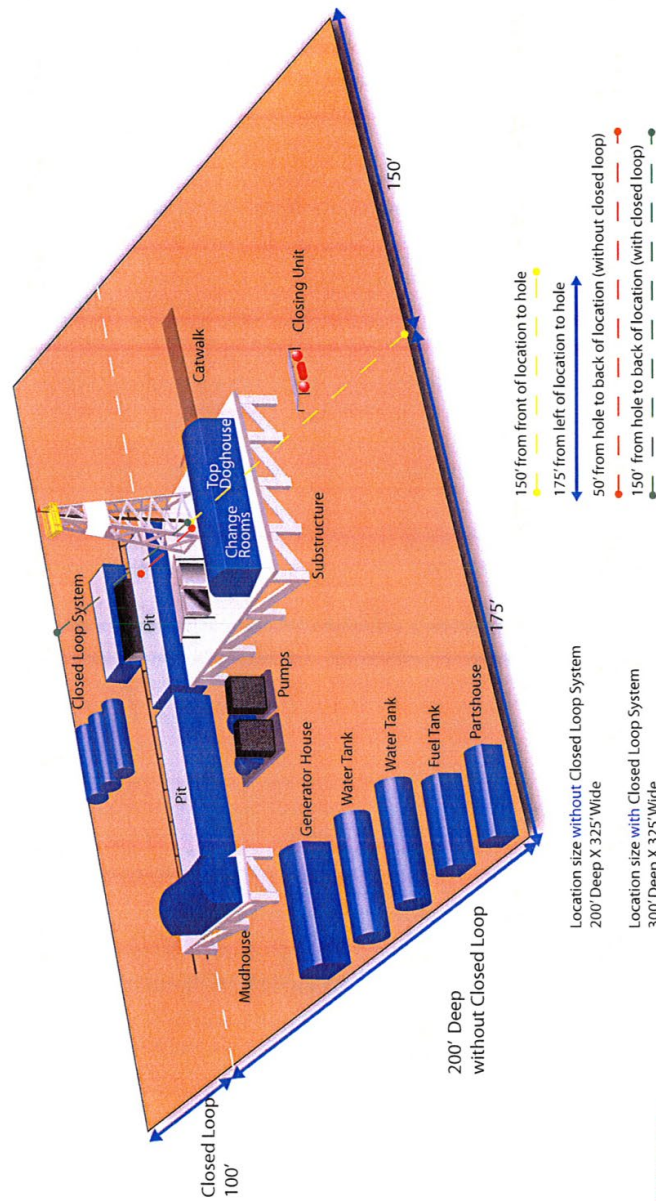 Closed Loop System
Pit
Pit
Catwalk
Top
Doghouse
Change
Rooms
Closing Unit
Substructure
Pumps
Mudhouse
Generator House
Water Tank
Water Tank
Fuel Tank
Partshouse
Closed Loop
100'
200' Deep
without Closed Loop
175'
150'
150' from front of location to hole
175' from left of location to hole
50' from hole to back of location (without closed loop)
150' from hole to back of location (with closed loop)
Location size without Closed Loop System
200' Deep X 325' Wide
Location size with Closed Loop System
300' Deep X 325' Wide